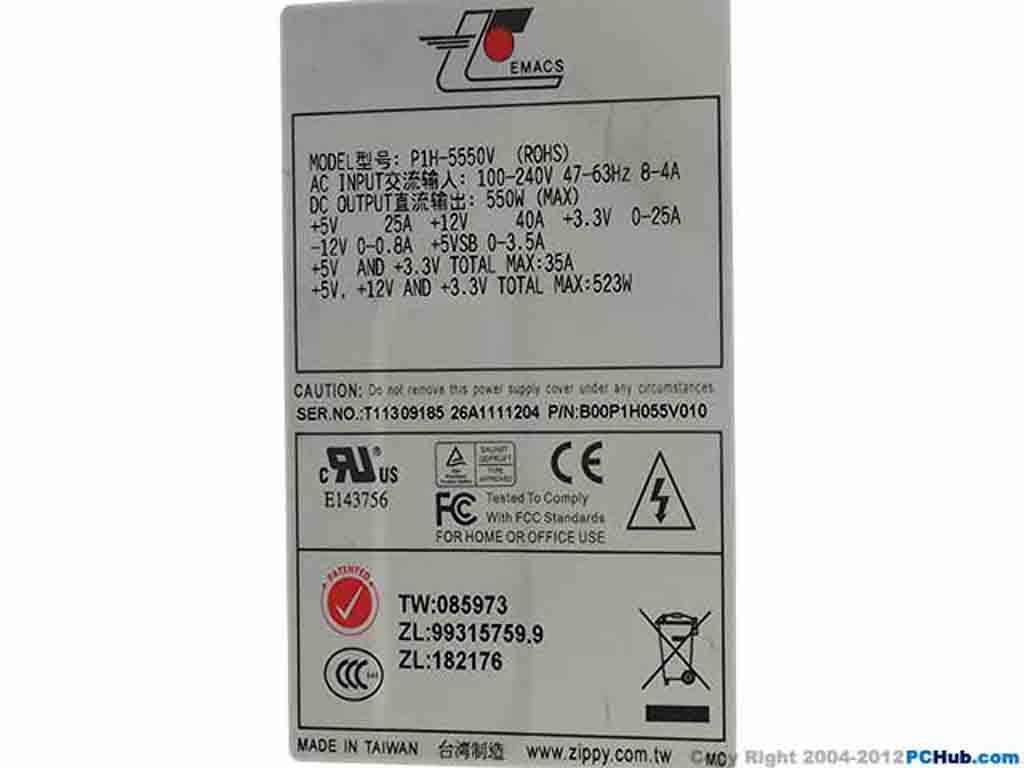 EMACS
MODEL型号: P1H-5550V (ROHS)
AC INPUT交流输入: 100-240V 47-63Hz 8-4A
DC OUTPUT直流输出: 550W (MAX)
+5V 25A +12V 40A +3.3V 0-25A
-12V 0-0.8A +5VSB 0-3.5A
+5V AND +3.3V TOTAL MAX:35A
+5V, +12V AND +3.3V TOTAL MAX:523W
CAUTION: Do not remove this power supply cover under any circumstances.
SER.NO.:T11309185 26A1111204 P/N:B00P1H055V010
c RU® US
E143756
TYPE
APPROVED
CE
FC Tested To Comply
With FCC Standards
FOR HOME OR OFFICE USE
PATENTED
TW:085973
ZL:99315759.9
ZL:182176
CCC
MADE IN TAIWAN 台湾制造 www.zippy.com.tw
Right 2004-2012PCHub.com